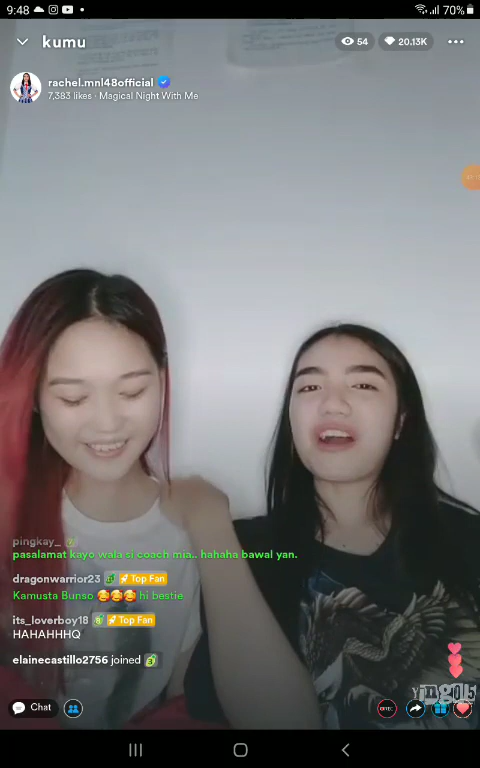 9:48
70%
kumu
54
20.13K
rachel.mnl48official
7,383 likes · Magical Night With Me
pingkay_
pasalamat kayo wala si coach mia.. hahaha bawal yan.
dragonwarrior23 Top Fan
Kamusta Bunso 🥰🥰🥰 hi bestie
its_loverboy18 Top Fan
HAHAHHHQ
elainecastillo2756 joined
Chat